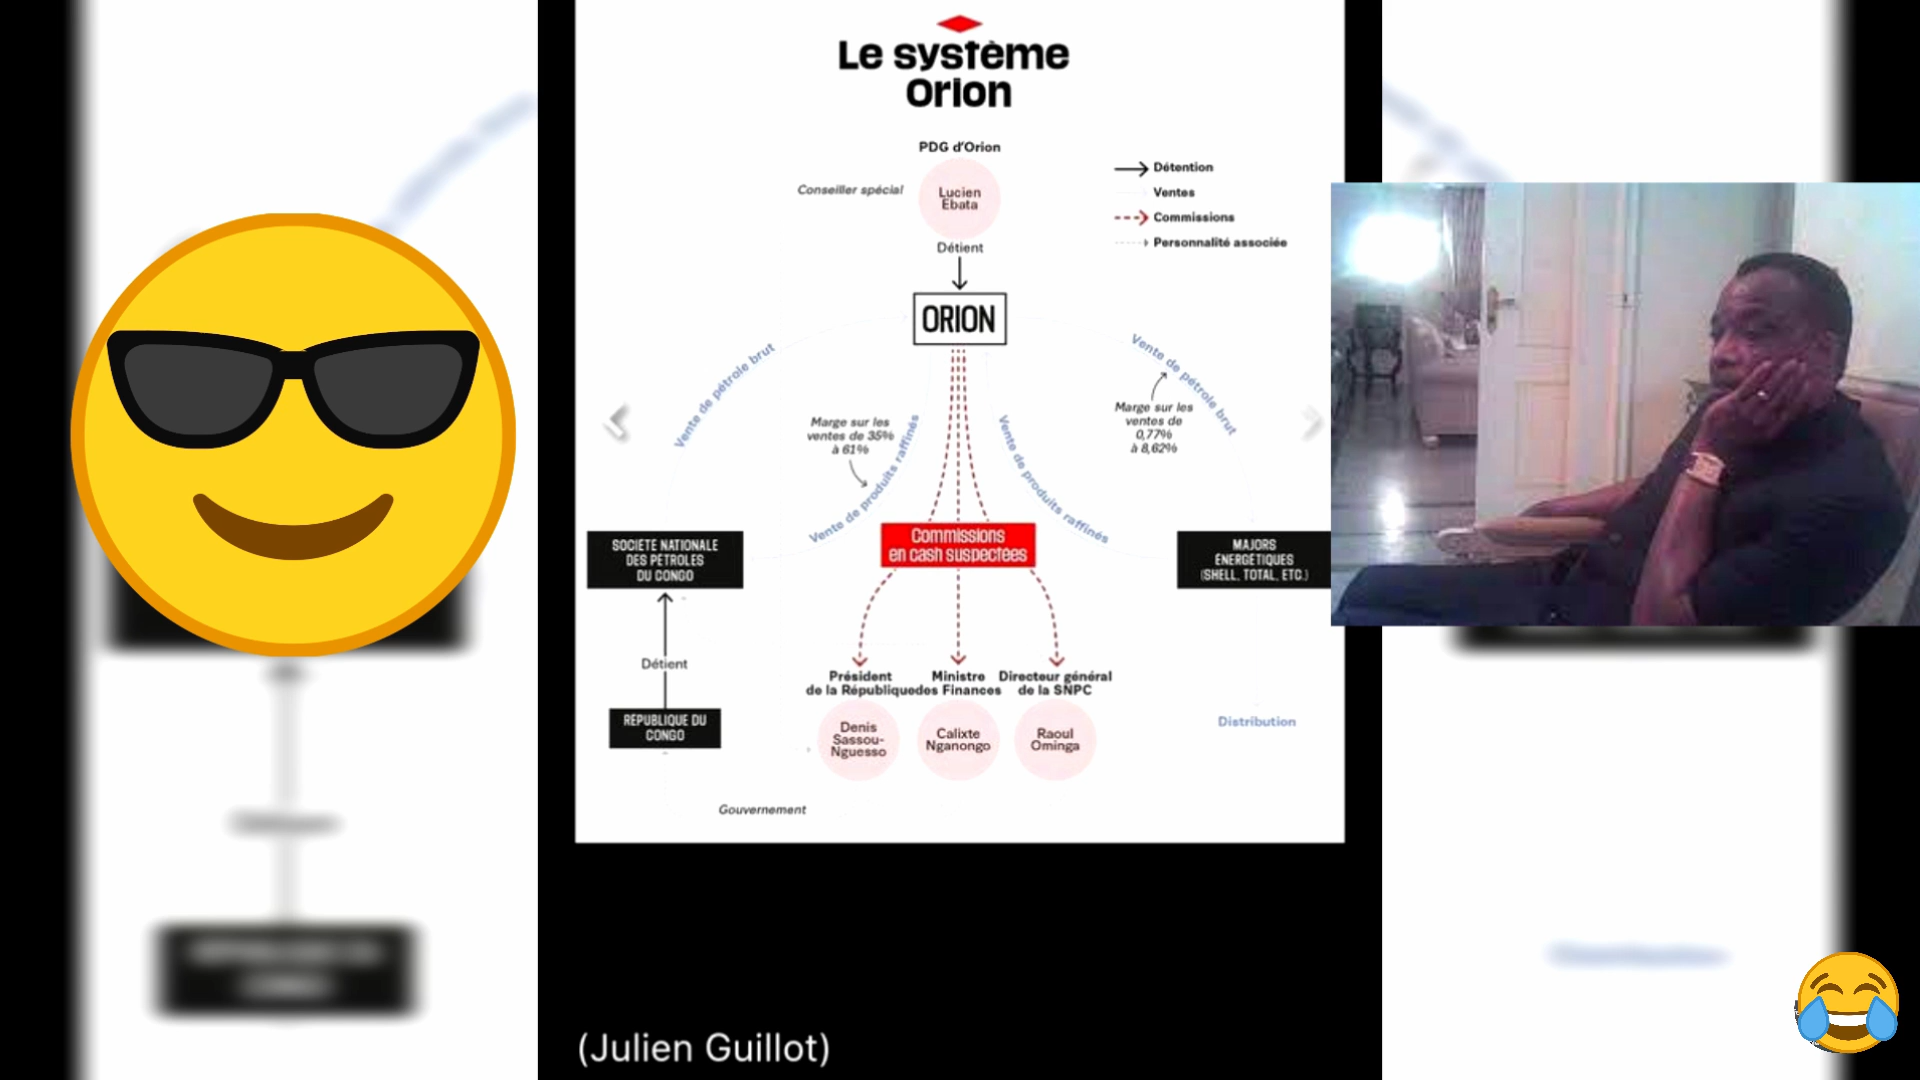 Le système
Orion
PDG d'Orion
Conseiller spécial
Lucien
Ebata
Détient
Détention
Ventes
Commissions
Personnalité associée
ORION
Vente de pétrole brut
Vente de pétrole brut
Marge sur les
ventes de 35%
à 61%
Marge sur les
ventes de
0,77%
à 8,62%
Vente de produits raffinés
Vente de produits raffinés
SOCIÉTÉ NATIONALE
DES PÉTROLES
DU CONGO
Commissions
en cash suspectées
MAJORS
ÉNERGÉTIQUES
(SHELL, TOTAL, ETC.)
Détient
Président
de la République
Ministre
des Finances
Directeur général
de la SNPC
RÉPUBLIQUE DU
CONGO
Denis
Sassou-
Nguesso
Calixte
Nganongo
Raoul
Ominga
Distribution
Gouvernement
(Julien Guillot)